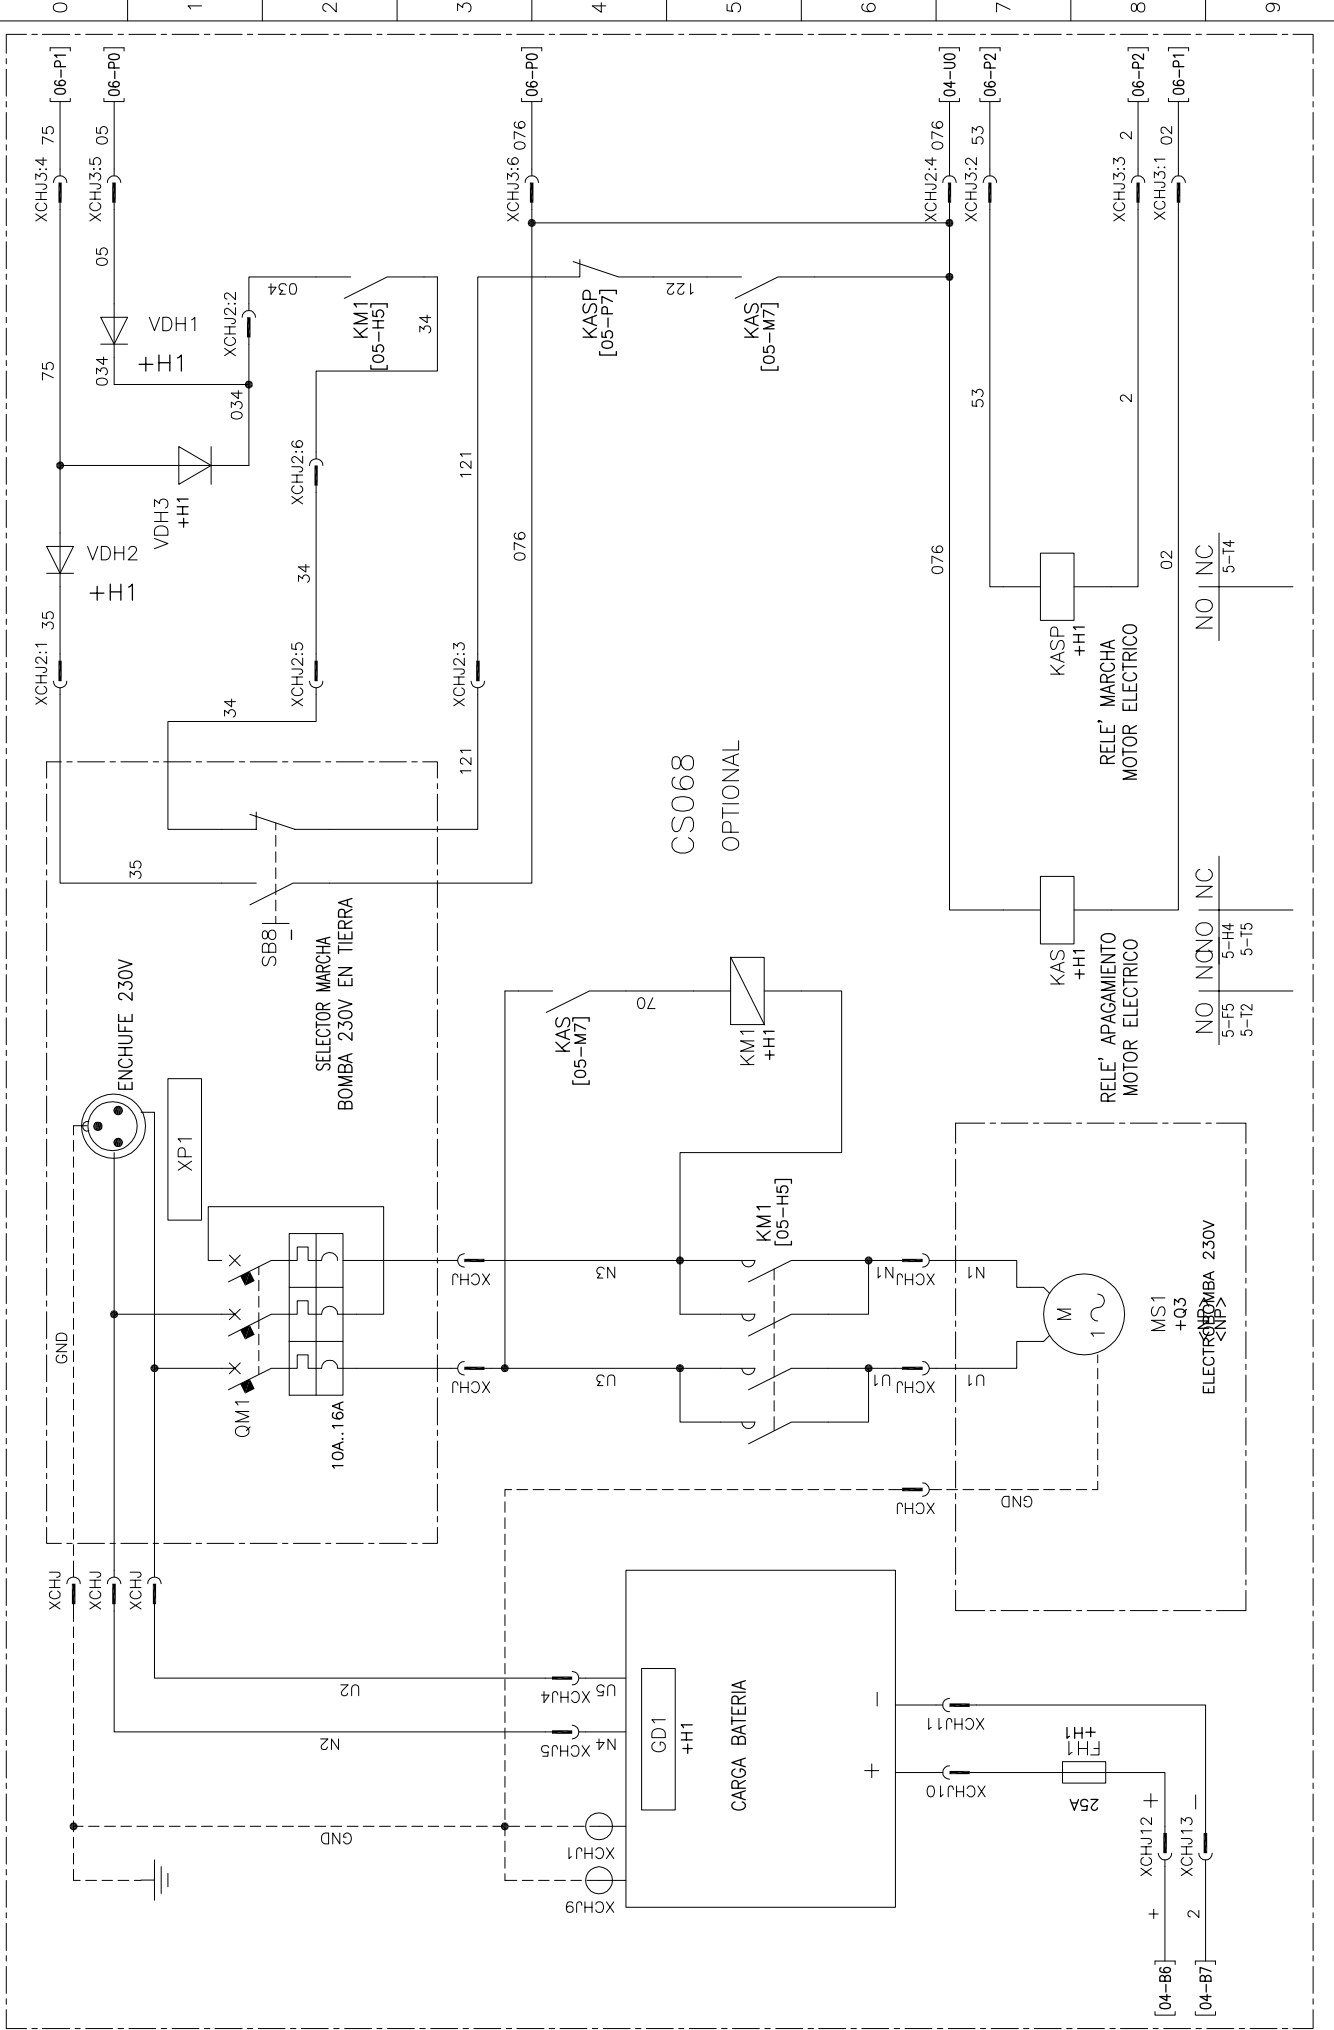 0
1
2
3
4
5
6
7
8
9
[06-P1]
[06-P0]
[06-P0]
[04-U0]
[06-P2]
[06-P2]
[06-P1]
75
05
076
076
53
2
02
XCHJ3:4
XCHJ3:5
XCHJ3:6
XCHJ2:4
XCHJ3:2
XCHJ3:3
XCHJ3:1
05
VDH1
+H1
034
75
XCHJ2:2
034
034
KM1
[05-H5]
34
KASP
[05-P7]
122
KAS
[05-M7]
53
2
VDH3
+H1
VDH2
+H1
XCHJ2:6
34
121
076
076
02
35
XCHJ2:1
XCHJ2:5
XCHJ2:3
34
121
35
SB8
SELECTOR MARCHA
BOMBA 230V EN TIERRA
CS068
OPTIONAL
KASP
+H1
RELE' MARCHA
MOTOR ELECTRICO
NO
NC
5-T4
KAS
+H1
RELE' APAGAMIENTO
MOTOR ELECTRICO
NO
NC
NO
NC
5-F5
5-T2
5-H4
5-T5
ENCHUFE 230V
XP1
GND
QM1
10A..16A
KAS
[05-M7]
70
KM1
+H1
XCHJ
XCHJ
N3
U3
KM1
[05-H5]
N1
XCHJ
N1
U1
XCHJ
U1
M
1
MS1
+Q3
<NP>
<NP>
ELECTROBOMBA 230V
XCHJ
GND
XCHJ
XCHJ
XCHJ
U2
N2
GND
XCHJ4
U5
XCHJ5
N4
XCHJ1
XCHJ9
GD1
+H1
CARGA BATERIA
+
-
XCHJ11
XCHJ10
FH1
+H1
25A
XCHJ12
+
XCHJ13
-
+
2
[04-B6]
[04-B7]